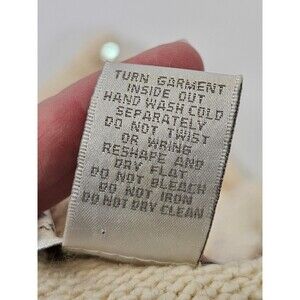 TURN GARMENT
INSIDE OUT
HAND WASH COLD
SEPARATELY
DO NOT TWIST
OR WRING
RESHAPE AND
DRY FLAT
DO NOT BLEACH
DO NOT IRON
DO NOT DRY CLEAN